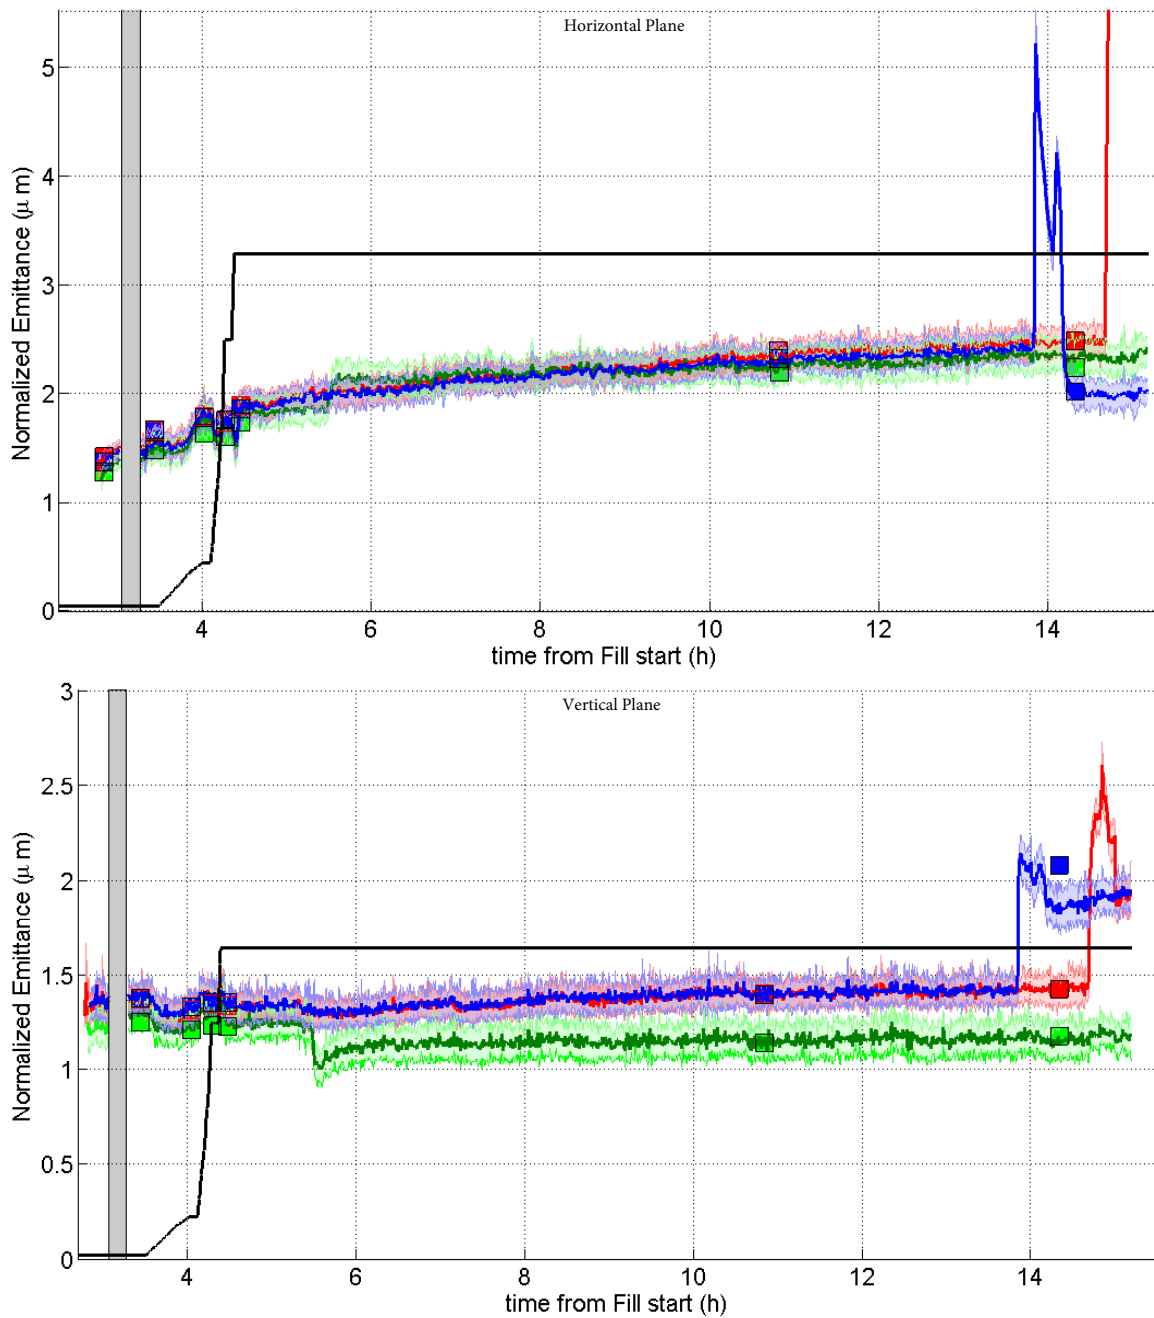 Horizontal Plane
Normalized Emittance (μ m)
5
4
3
2
1
0
4 6 8 10 12 14
time from Fill start (h)
Vertical Plane
Normalized Emittance (μ m)
3
2.5
2
1.5
1
0.5
0
4 6 8 10 12 14
time from Fill start (h)